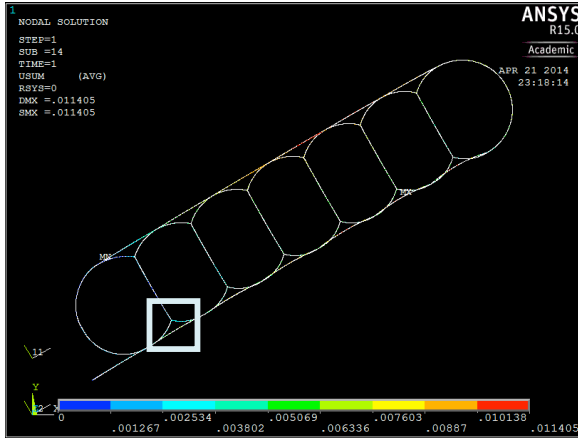 1
NODAL SOLUTION
STEP=1
SUB =14
TIME=1
USUM (AVG)
RSYS=0
DMX =.011405
SMX =.011405
ANSYS
R15.0
Academic
APR 21 2014
23:18:14
MX
MN
11
Y
X
0 .002534 .005069 .007603 .010138
.001267 .003802 .006336 .00887 .011405